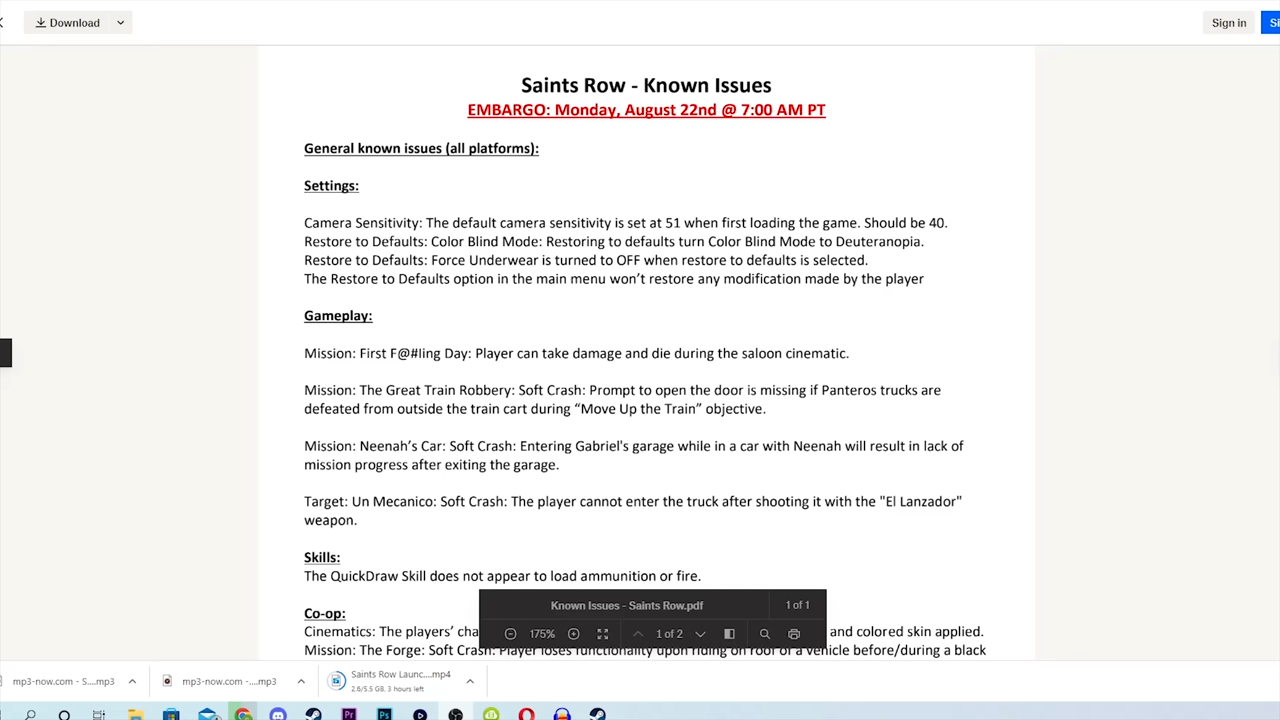 Download
Sign in
Saints Row - Known Issues
EMBARGO: Monday, August 22nd @ 7:00 AM PT
General known issues (all platforms):
Settings:
Camera Sensitivity: The default camera sensitivity is set at 51 when first loading the game. Should be 40.
Restore to Defaults: Color Blind Mode: Restoring to defaults turn Color Blind Mode to Deuteranopia.
Restore to Defaults: Force Underwear is turned to OFF when restore to defaults is selected.
The Restore to Defaults option in the main menu won’t restore any modification made by the player
Gameplay:
Mission: First F@#ling Day: Player can take damage and die during the saloon cinematic.
Mission: The Great Train Robbery: Soft Crash: Prompt to open the door is missing if Panteros trucks are
defeated from outside the train cart during “Move Up the Train” objective.
Mission: Neenah’s Car: Soft Crash: Entering Gabriel's garage while in a car with Neenah will result in lack of
mission progress after exiting the garage.
Target: Un Mecanico: Soft Crash: The player cannot enter the truck after shooting it with the "El Lanzador"
weapon.
Skills:
The QuickDraw Skill does not appear to load ammunition or fire.
Known Issues - Saints Row.pdf 1 of 1
Co-op:
Cinematics: The players’ cha and colored skin applied.
175% 1 of 2
Mission: The Forge: Soft Crash: Player loses functionality upon riding on roof of a vehicle before/during a black
mp3-now.com - S....mp3
mp3-now.com -....mp3
Saints Row Launc....mp4
2.6/5.5 GB, 3 hours left